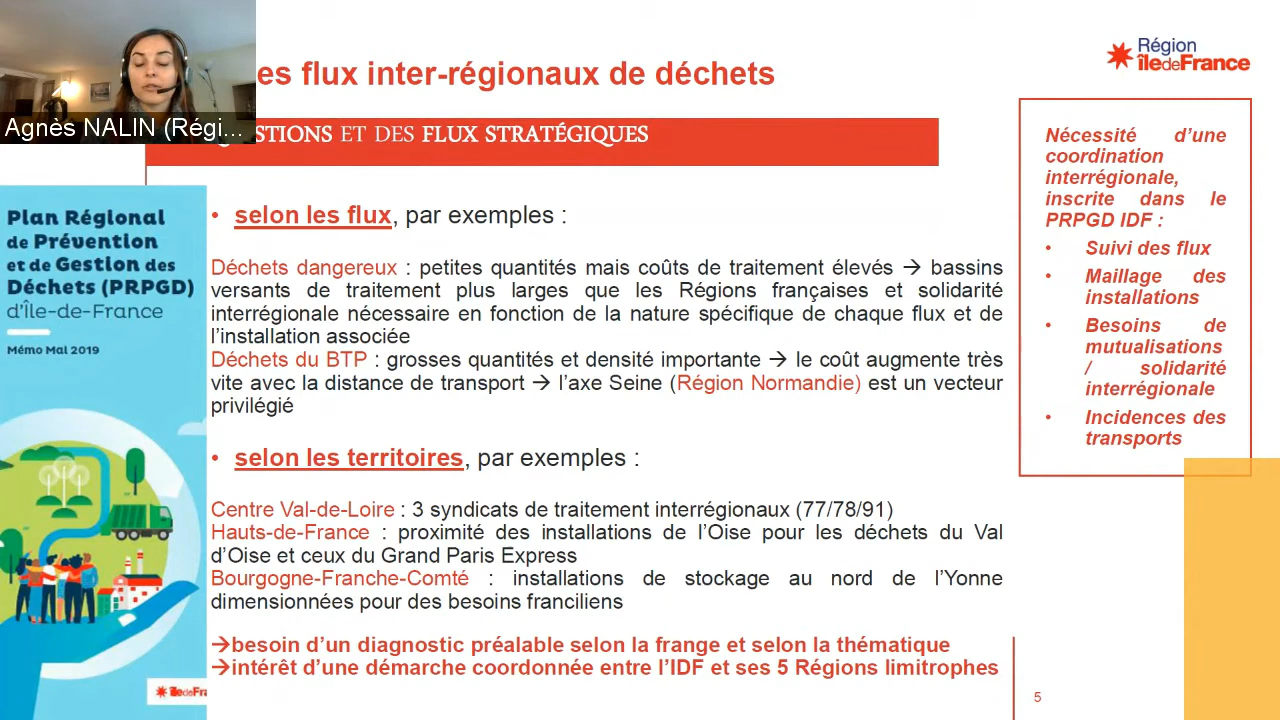 es flux inter-régionaux de déchets
Région
îledeFrance
Agnès NALIN (Régi...
STIONS ET DES FLUX STRATÉGIQUES
Plan Régional
de Prévention
et de Gestion des
Déchets (PRPGD)
d'Île-de-France
Mémo Mai 2019
• selon les flux, par exemples :
Déchets dangereux : petites quantités mais coûts de traitement élevés → bassins
versants de traitement plus larges que les Régions françaises et solidarité
interrégionale nécessaire en fonction de la nature spécifique de chaque flux et de
l’installation associée
Déchets du BTP : grosses quantités et densité importante → le coût augmente très
vite avec la distance de transport → l’axe Seine (Région Normandie) est un vecteur
privilégié
• selon les territoires, par exemples :
Centre Val-de-Loire : 3 syndicats de traitement interrégionaux (77/78/91)
Hauts-de-France : proximité des installations de l’Oise pour les déchets du Val
d’Oise et ceux du Grand Paris Express
Bourgogne-Franche-Comté : installations de stockage au nord de l’Yonne
dimensionnées pour des besoins franciliens
→besoin d’un diagnostic préalable selon la frange et selon la thématique
→intérêt d’une démarche coordonnée entre l’IDF et ses 5 Régions limitrophes
Nécessité d’une
coordination
interrégionale,
inscrite dans le
PRPGD IDF :
• Suivi des flux
• Maillage des
installations
• Besoins de
mutualisations
/ solidarité
interrégionale
• Incidences des
transports
5